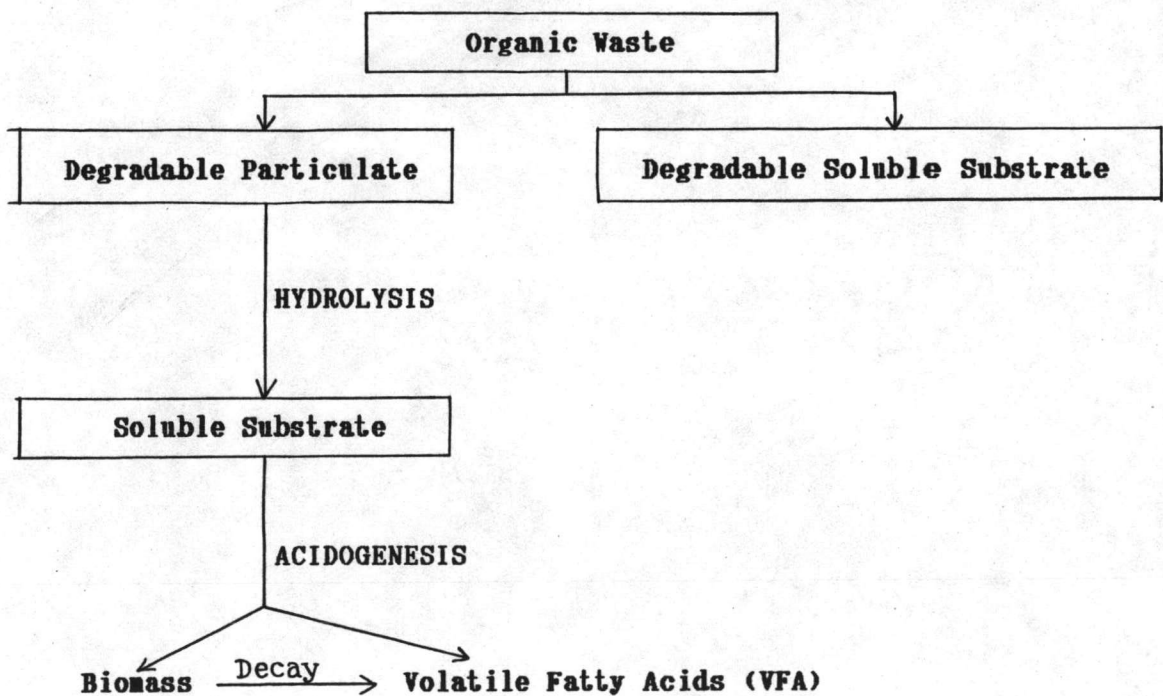 Organic Waste
Degradable Particulate
Degradable Soluble Substrate
HYDROLYSIS
Soluble Substrate
ACIDOGENESIS
Biomass
Decay
Volatile Fatty Acids (VFA)